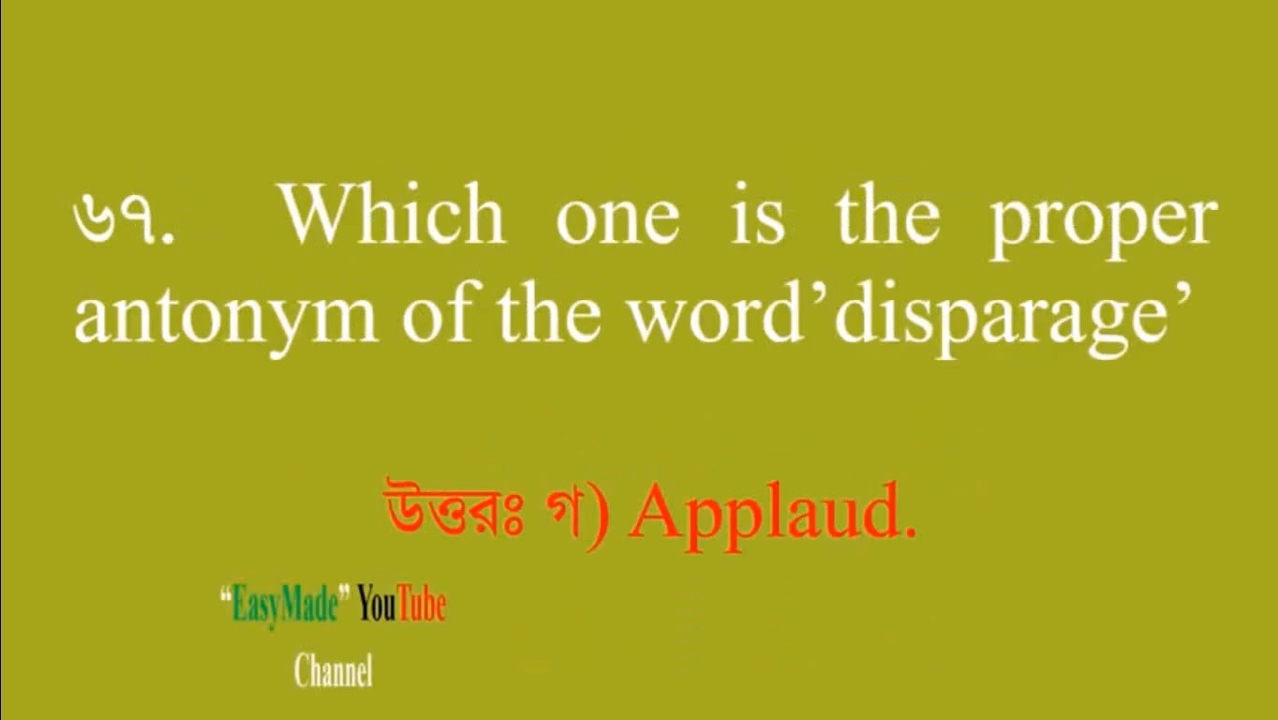 ৬৭. Which one is the proper
antonym of the word’disparage’
উত্তরঃ গ) Applaud.
“EasyMade” YouTube
Channel